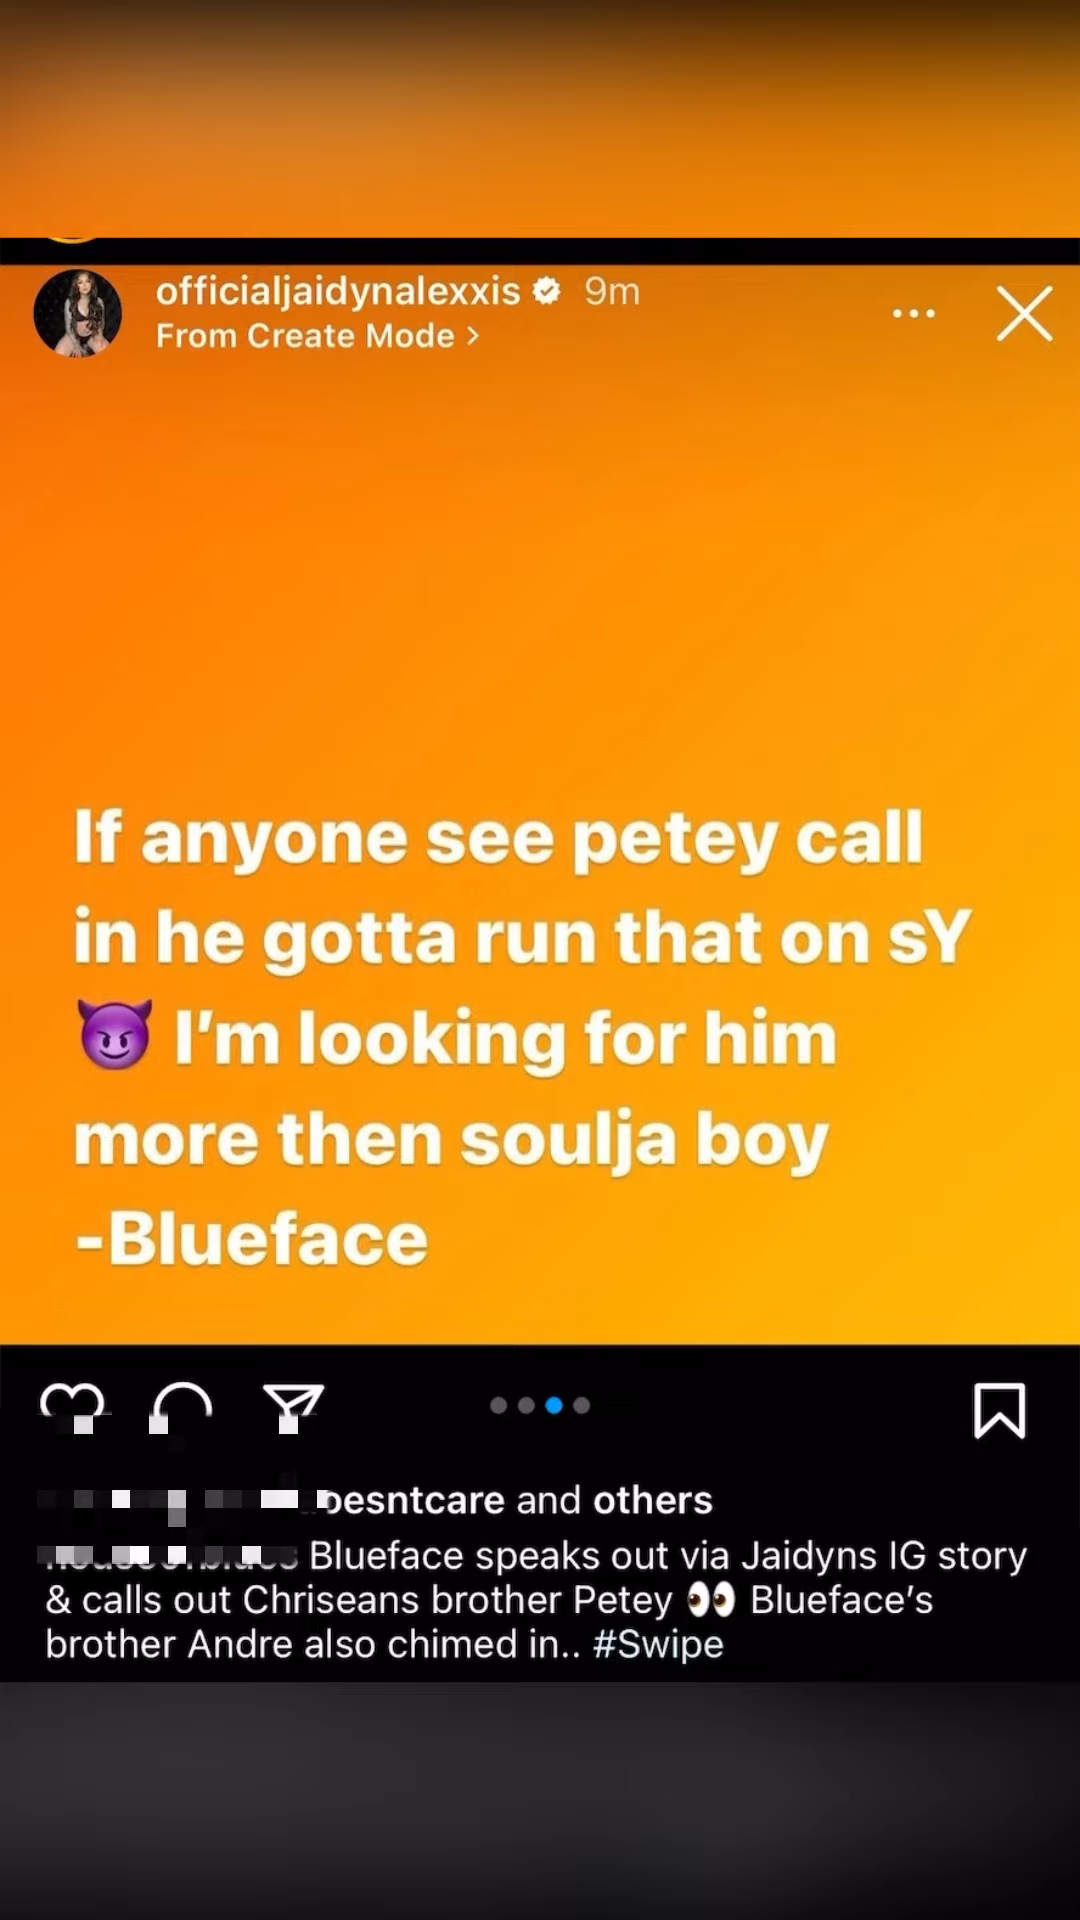 officialjaidynalexxis 9m
From Create Mode >
If anyone see petey call
in he gotta run that on sY
😈 I'm looking for him
more then soulja boy
-Blueface
oesntcare and others
Blueface speaks out via Jaidyns IG story
& calls out Chriseans brother Petey 👀 Blueface's
brother Andre also chimed in.. #Swipe